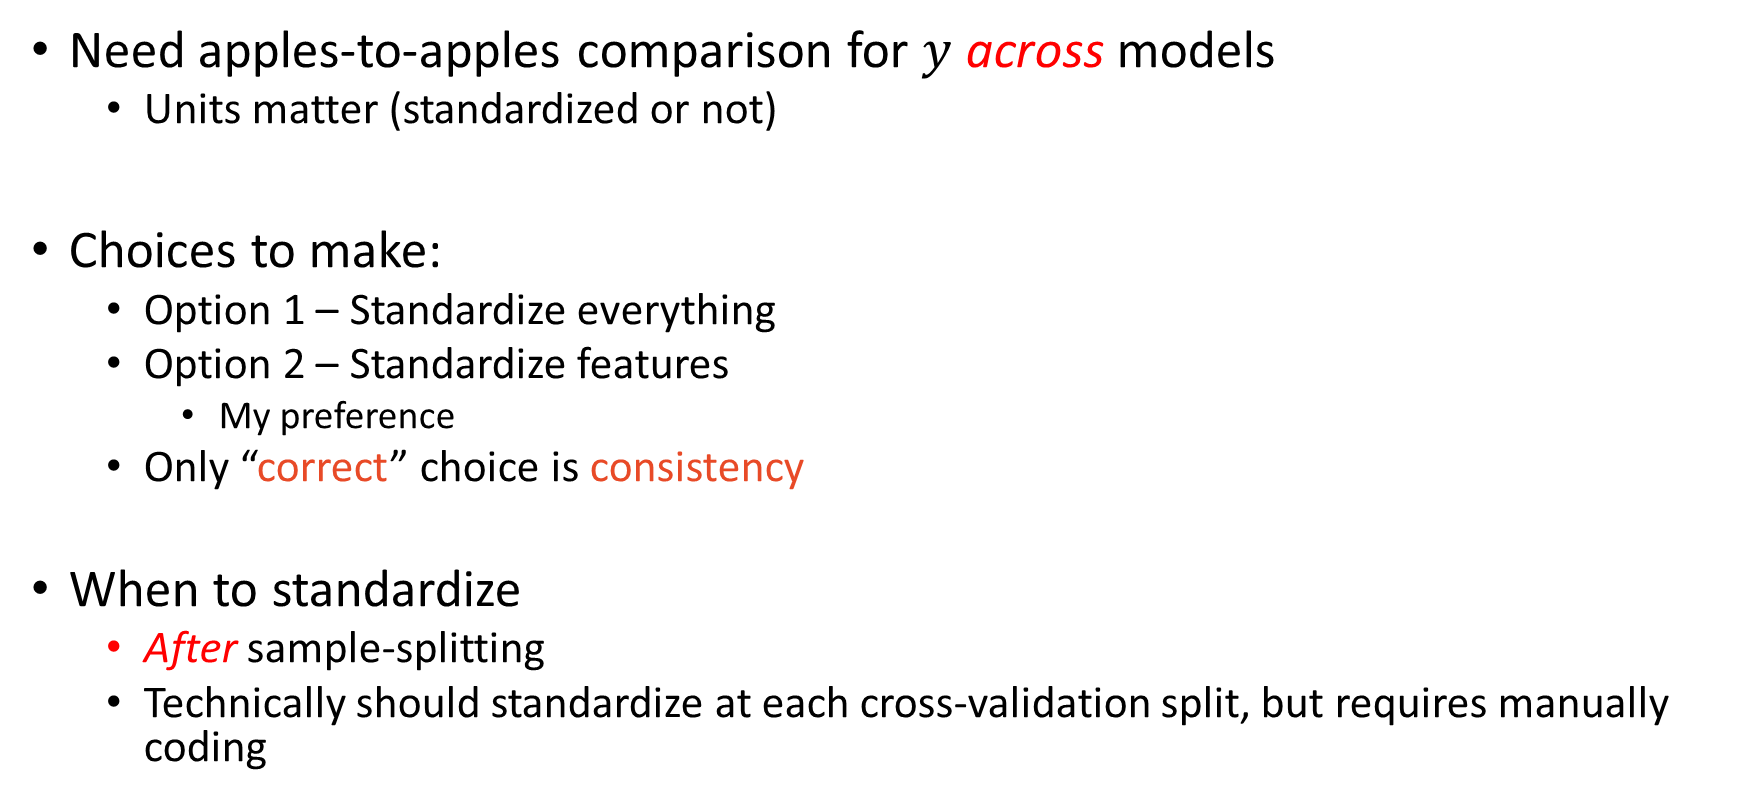 • Need apples-to-apples comparison for y across models
• Units matter (standardized or not)
• Choices to make:
• Option 1 – Standardize everything
• Option 2 – Standardize features
• My preference
• Only “correct” choice is consistency
• When to standardize
• After sample-splitting
• Technically should standardize at each cross-validation split, but requires manually
coding